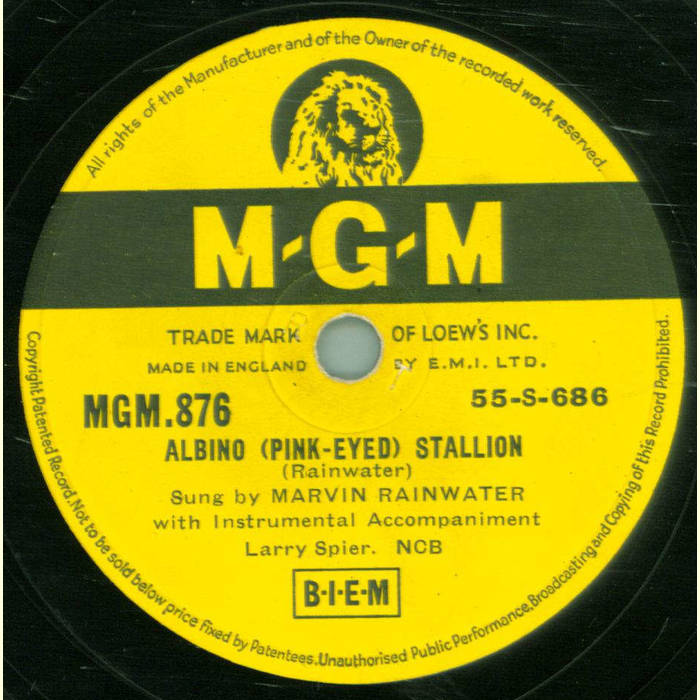 All rights of the Manufacturer and of the Owner of the recorded work reserved.
M-G-M
TRADE MARK OF LOEW'S INC.
MADE IN ENGLAND BY E.M.I. LTD.
MGM.876 55-S-686
ALBINO (PINK-EYED) STALLION
(Rainwater)
Sung by MARVIN RAINWATER
with Instrumental Accompaniment
Larry Spier. NCB
B·I·E·M
Copyright Patented Record. Not to be sold below price fixed by Patentees. Unauthorised Public Performance, Broadcasting and Copying of this Record Prohibited.